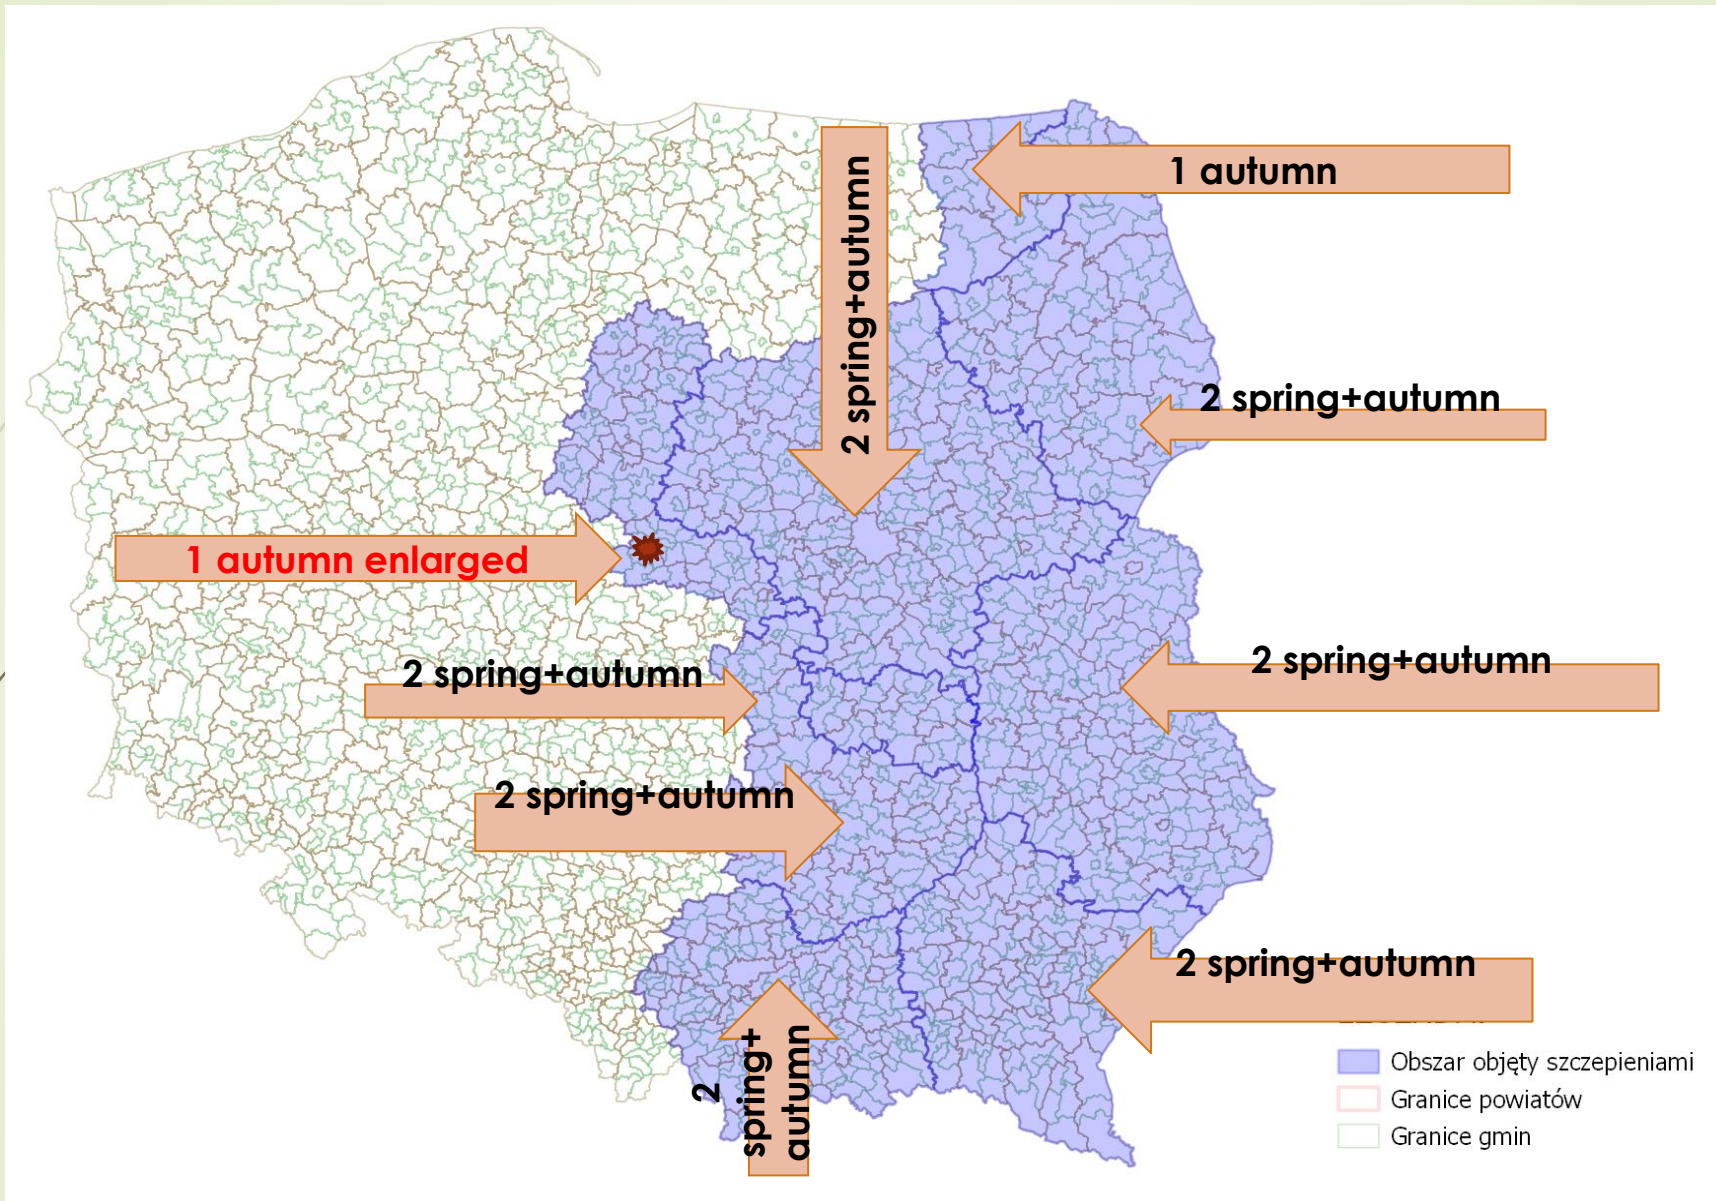 1 autumn
2 spring+autumn
2 spring+autumn
1 autumn enlarged
2 spring+autumn
2 spring+autumn
2 spring+autumn
2 spring+autumn
2
spring+
autumn
Obszar objęty szczepieniami
Granice powiatów
Granice gmin